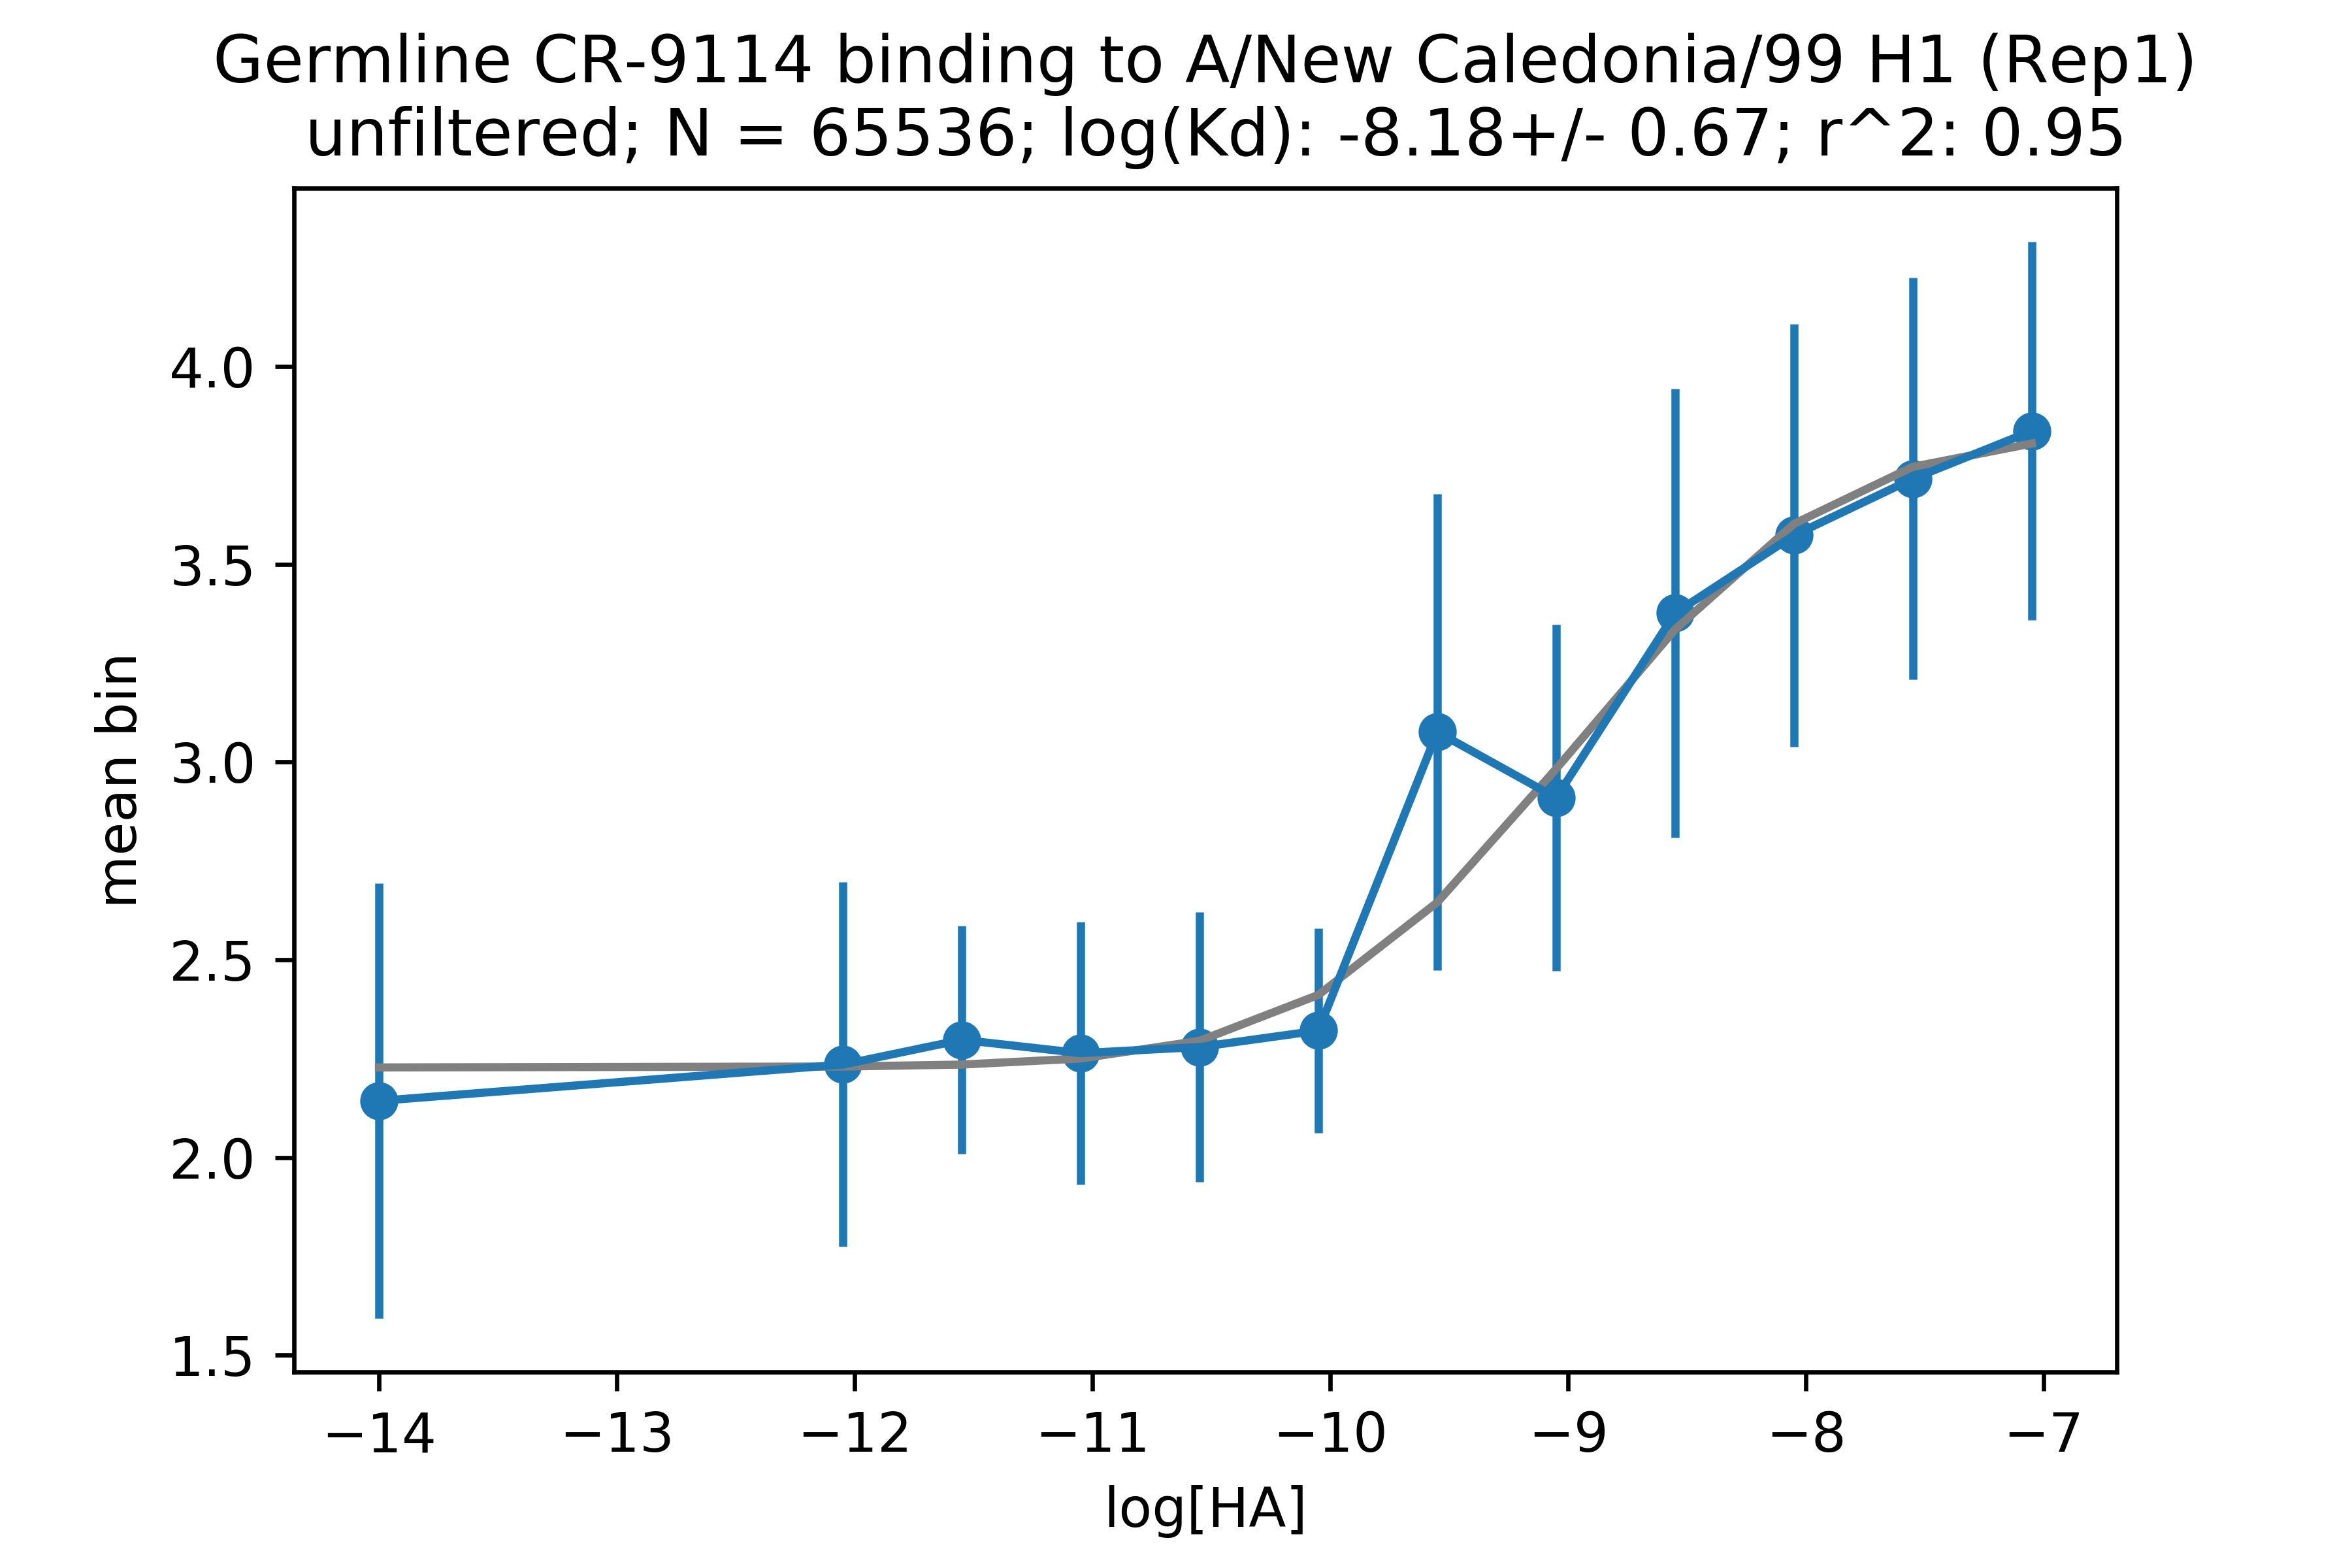 Germline CR-9114 binding to A/New Caledonia/99 H1 (Rep1)
unfiltered; N = 65536; log(Kd): -8.18+/- 0.67; r^2: 0.95
4.0
3.5
3.0
2.5
2.0
1.5
mean bin
−14 −13 −12 −11 −10 −9 −8 −7
log[HA]